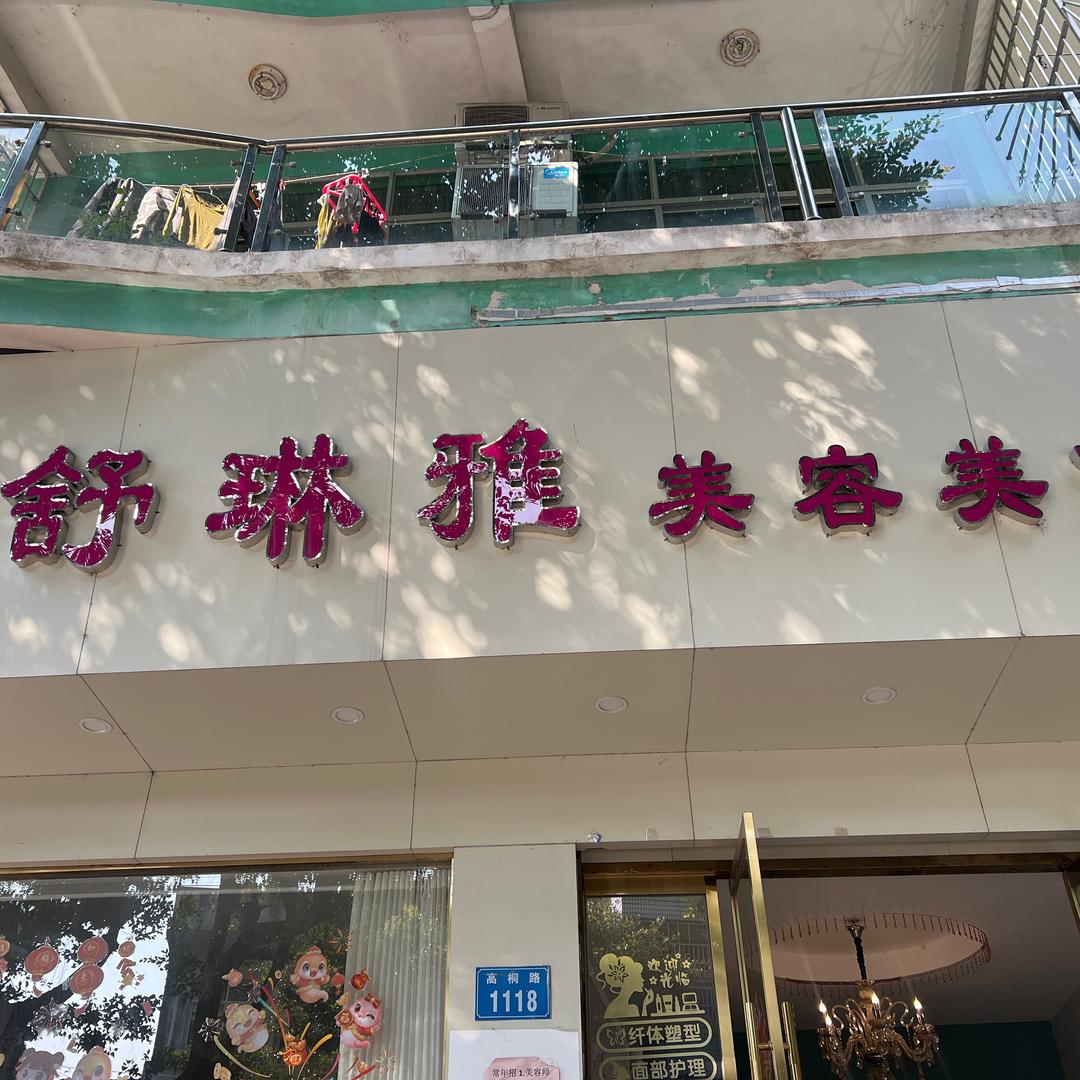 舒琳雅美容美
高桐路
1118
欢迎
光临
纤体塑型
面部护理
常年招 1.美容师